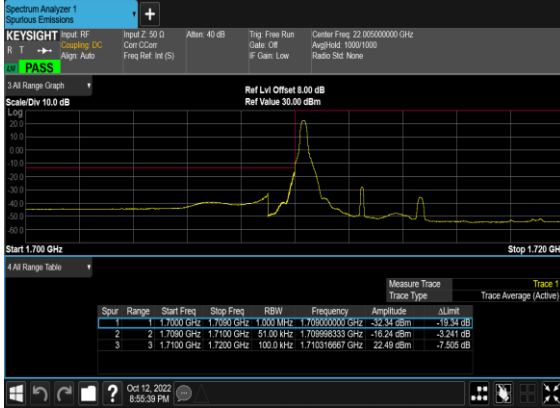 Spectrum Analyzer 1
Spurious Emissions
+
KEYSIGHT Input: RF Input Z: 50 Ω Atten: 40 dB Trig: Free Run Center Freq: 22.005000000 GHz
R T Coupling: DC Corr CCorr Gate: Off Avg|Hold: 1000/1000
Align: Auto Freq Ref: Int (S) IF Gain: Low Radio Std: None
LXI PASS
3 All Range Graph
Ref Lvl Offset 8.00 dB
Scale/Div 10.0 dB Ref Value 30.00 dBm
Log
20.0
10.0
0.00
-10.0
-20.0
-30.0
-40.0
-50.0
-60.0
Start 1.700 GHz Stop 1.720 GH
4 All Range Table
Measure Trace Trace 1
Trace Type Trace Average (Active)
Spur Range Start Freq Stop Freq RBW Frequency Amplitude ΔLimit
1 1 1.7000 GHz 1.7090 GHz 1.000 MHz 1.709000000 GHz -32.34 dBm -19.34 dB
2 2 1.7090 GHz 1.7100 GHz 51.00 kHz 1.709998333 GHz -16.24 dBm -3.241 dB
3 3 1.7100 GHz 1.7200 GHz 100.0 kHz 1.710316667 GHz 22.49 dBm -7.505 dB
? Oct 12, 2022
8:55:39 PM